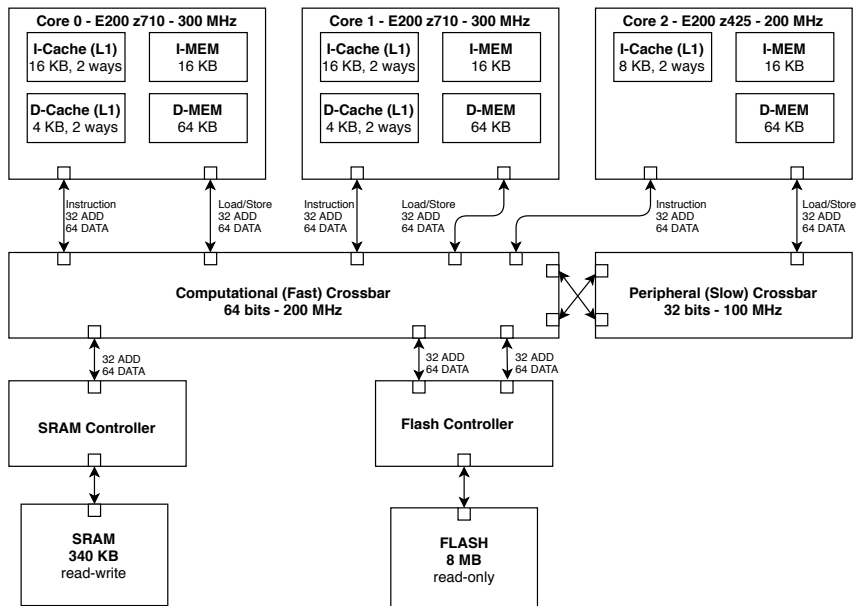 Core 0 - E200 z710 - 300 MHz
I-Cache (L1)
16 KB, 2 ways
I-MEM
16 KB
D-Cache (L1)
4 KB, 2 ways
D-MEM
64 KB
Core 1 - E200 z710 - 300 MHz
I-Cache (L1)
16 KB, 2 ways
I-MEM
16 KB
D-Cache (L1)
4 KB, 2 ways
D-MEM
64 KB
Core 2 - E200 z425 - 200 MHz
I-Cache (L1)
8 KB, 2 ways
I-MEM
16 KB
D-MEM
64 KB
Instruction
32 ADD
64 DATA
Load/Store
32 ADD
64 DATA
Instruction
32 ADD
64 DATA
Load/Store
32 ADD
64 DATA
Instruction
32 ADD
64 DATA
Load/Store
32 ADD
64 DATA
Computational (Fast) Crossbar
64 bits - 200 MHz
Peripheral (Slow) Crossbar
32 bits - 100 MHz
32 ADD
64 DATA
32 ADD
64 DATA
32 ADD
64 DATA
SRAM Controller
Flash Controller
SRAM
340 KB
read-write
FLASH
8 MB
read-only